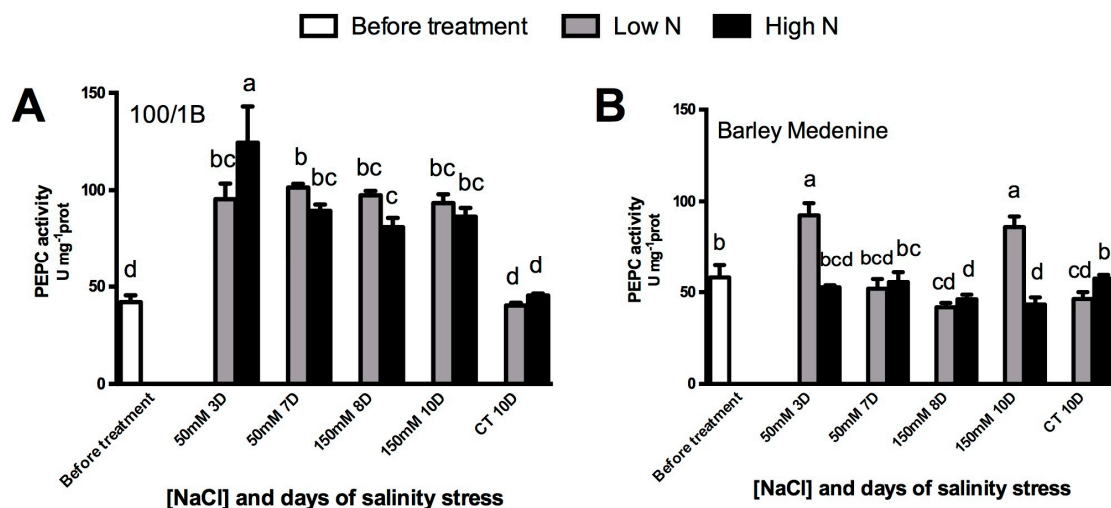 Before treatment Low N High N
A
100/1B
150
100
50
0
PEPC activity
U mg⁻¹prot
d
bc a
b bc
bc c
bc bc
d d
Before treatment
50mM 3D
50mM 7D
150mM 8D
150mM 10D
CT 10D
[NaCl] and days of salinity stress
B
Barley Medenine
150
100
50
0
PEPC activity
U mg⁻¹prot
b
a bcd
bcd bc
cd d
a d
cd b
Before treatment
50mM 3D
50mM 7D
150mM 8D
150mM 10D
CT 10D
[NaCl] and days of salinity stress